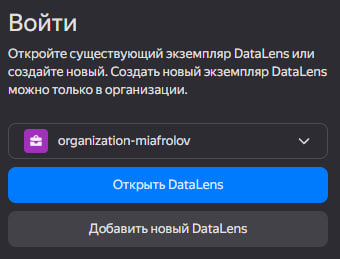 Войти
Откройте существующий экземпляр DataLens или
создайте новый. Создать новый экземпляр DataLens
можно только в организации.
organization-miafrolov
Открыть DataLens
Добавить новый DataLens